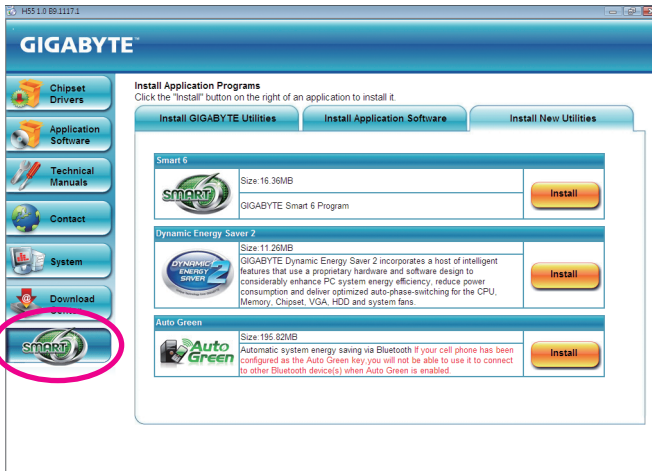 H55 1.0 B9.1117.1
GIGABYTE™
Chipset
Drivers
Application
Software
Technical
Manuals
Contact
System
Download
Center
SMART 6
Install Application Programs
Click the "Install" button on the right of an application to install it.
Install GIGABYTE Utilities
Install Application Software
Install New Utilities
Smart 6
SMART 6
Size:16.36MB
GIGABYTE Smart 6 Program
Install
Dynamic Energy Saver 2
DYNAMIC
ENERGY
SAVER 2
Size:11.26MB
GIGABYTE Dynamic Energy Saver 2 incorporates a host of intelligent
features that use a proprietary hardware and software design to
considerably enhance PC system energy efficiency, reduce power
consumption and deliver optimized auto-phase-switching for the CPU,
Memory, Chipset, VGA, HDD and system fans.
Install
Auto Green
Auto
Green
Size:195.82MB
Automatic system energy saving via Bluetooth If your cell phone has been
configured as the Auto Green key,you will not be able to use it to connect
to other Bluetooth device(s) when Auto Green is enabled.
Install